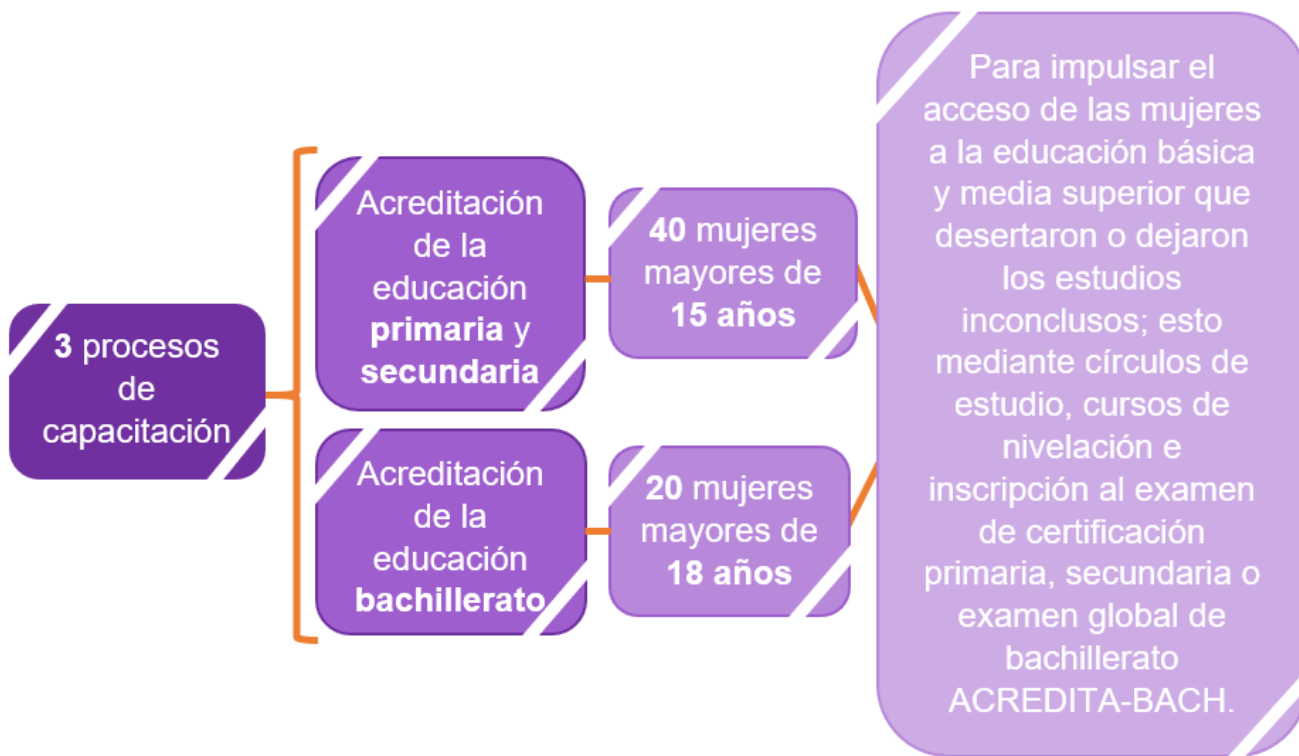 3 procesos
de
capacitación
Acreditación
de la
educación
primaria y
secundaria
40 mujeres
mayores de
15 años
Acreditación
de la
educación
bachillerato
20 mujeres
mayores de
18 años
Para impulsar el
acceso de las mujeres
a la educación básica
y media superior que
desertaron o dejaron
los estudios
inconclusos; esto
mediante círculos de
estudio, cursos de
nivelación e
inscripción al examen
de certificación
primaria, secundaria o
examen global de
bachillerato
ACREDITA-BACH.